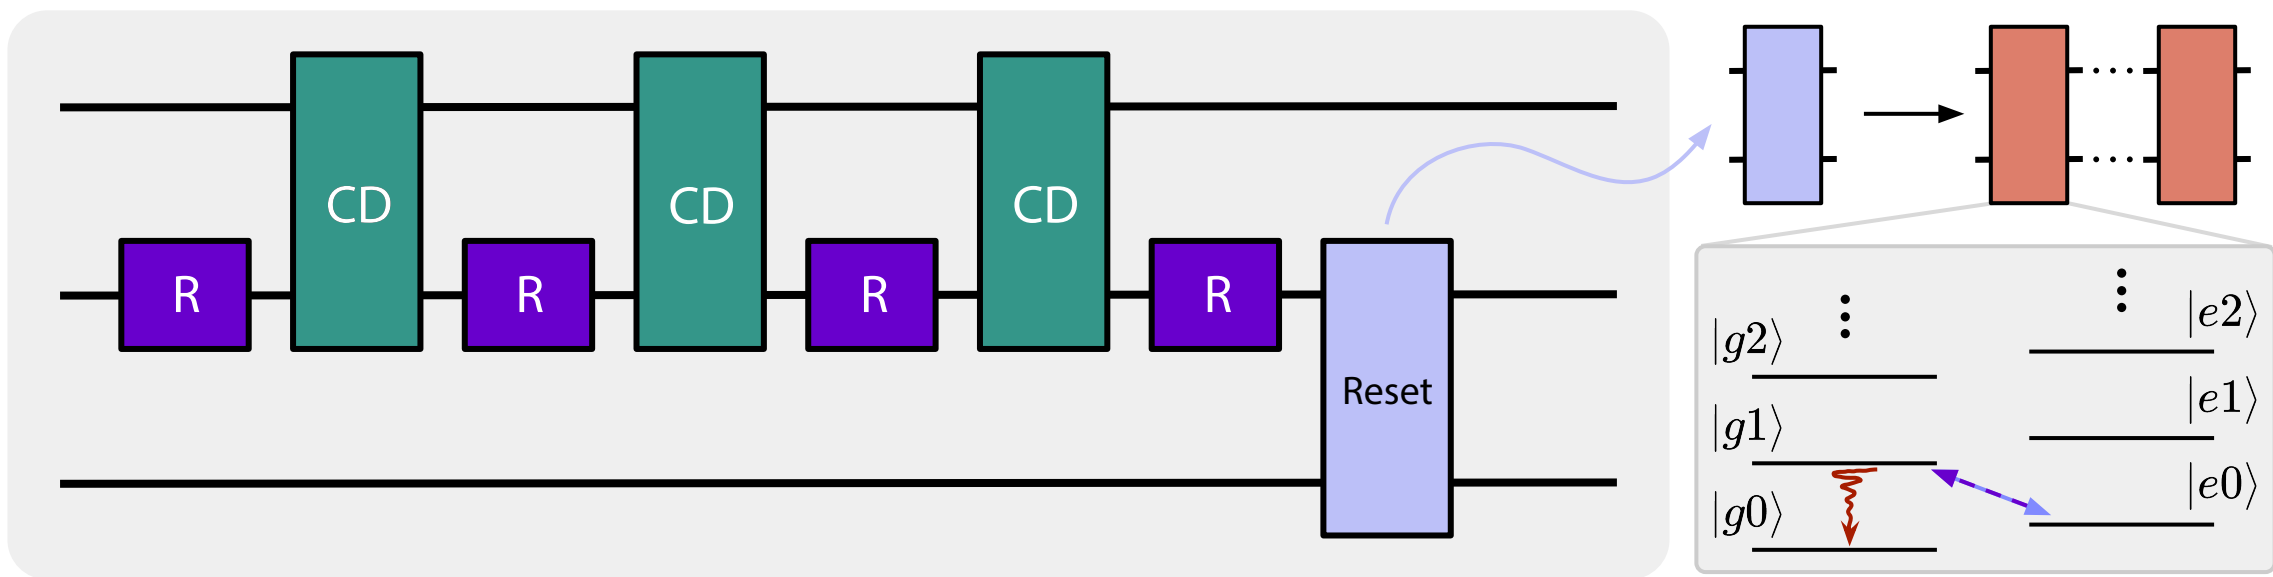 CD
CD
CD
R
R
R
R
Reset
|g2⟩
|g1⟩
|g0⟩
|e2⟩
|e1⟩
|e0⟩